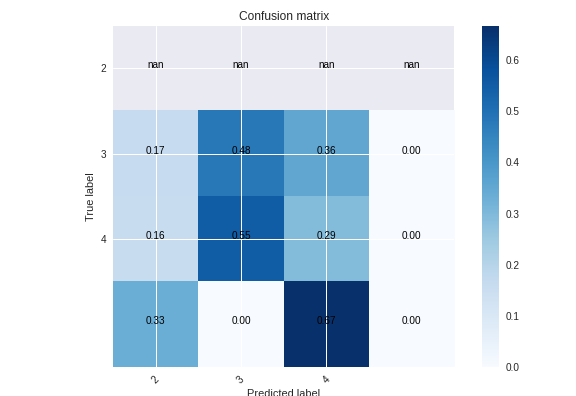 Confusion matrix
2 nan nan nan nan
3 0.17 0.48 0.36 0.00
4 0.16 0.55 0.29 0.00
0.33 0.00 0.67 0.00
2 3 4
True label
Predicted label
0.6
0.5
0.4
0.3
0.2
0.1
0.0